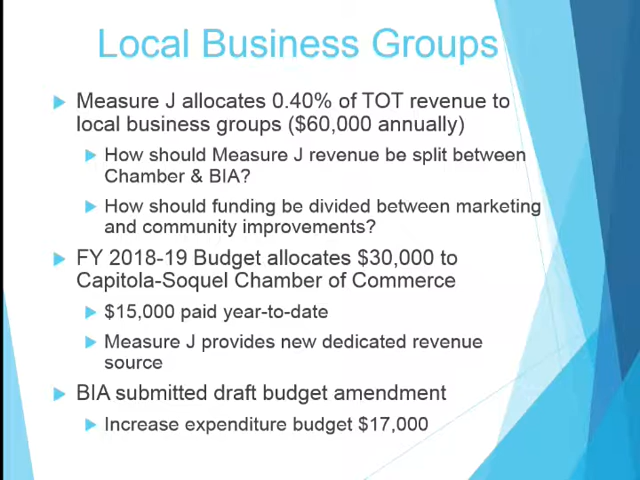 Local Business Groups
Measure J allocates 0.40% of TOT revenue to
local business groups ($60,000 annually)
How should Measure J revenue be split between
Chamber & BIA?
How should funding be divided between marketing
and community improvements?
FY 2018-19 Budget allocates $30,000 to
Capitola-Soquel Chamber of Commerce
$15,000 paid year-to-date
Measure J provides new dedicated revenue
source
BIA submitted draft budget amendment
Increase expenditure budget $17,000